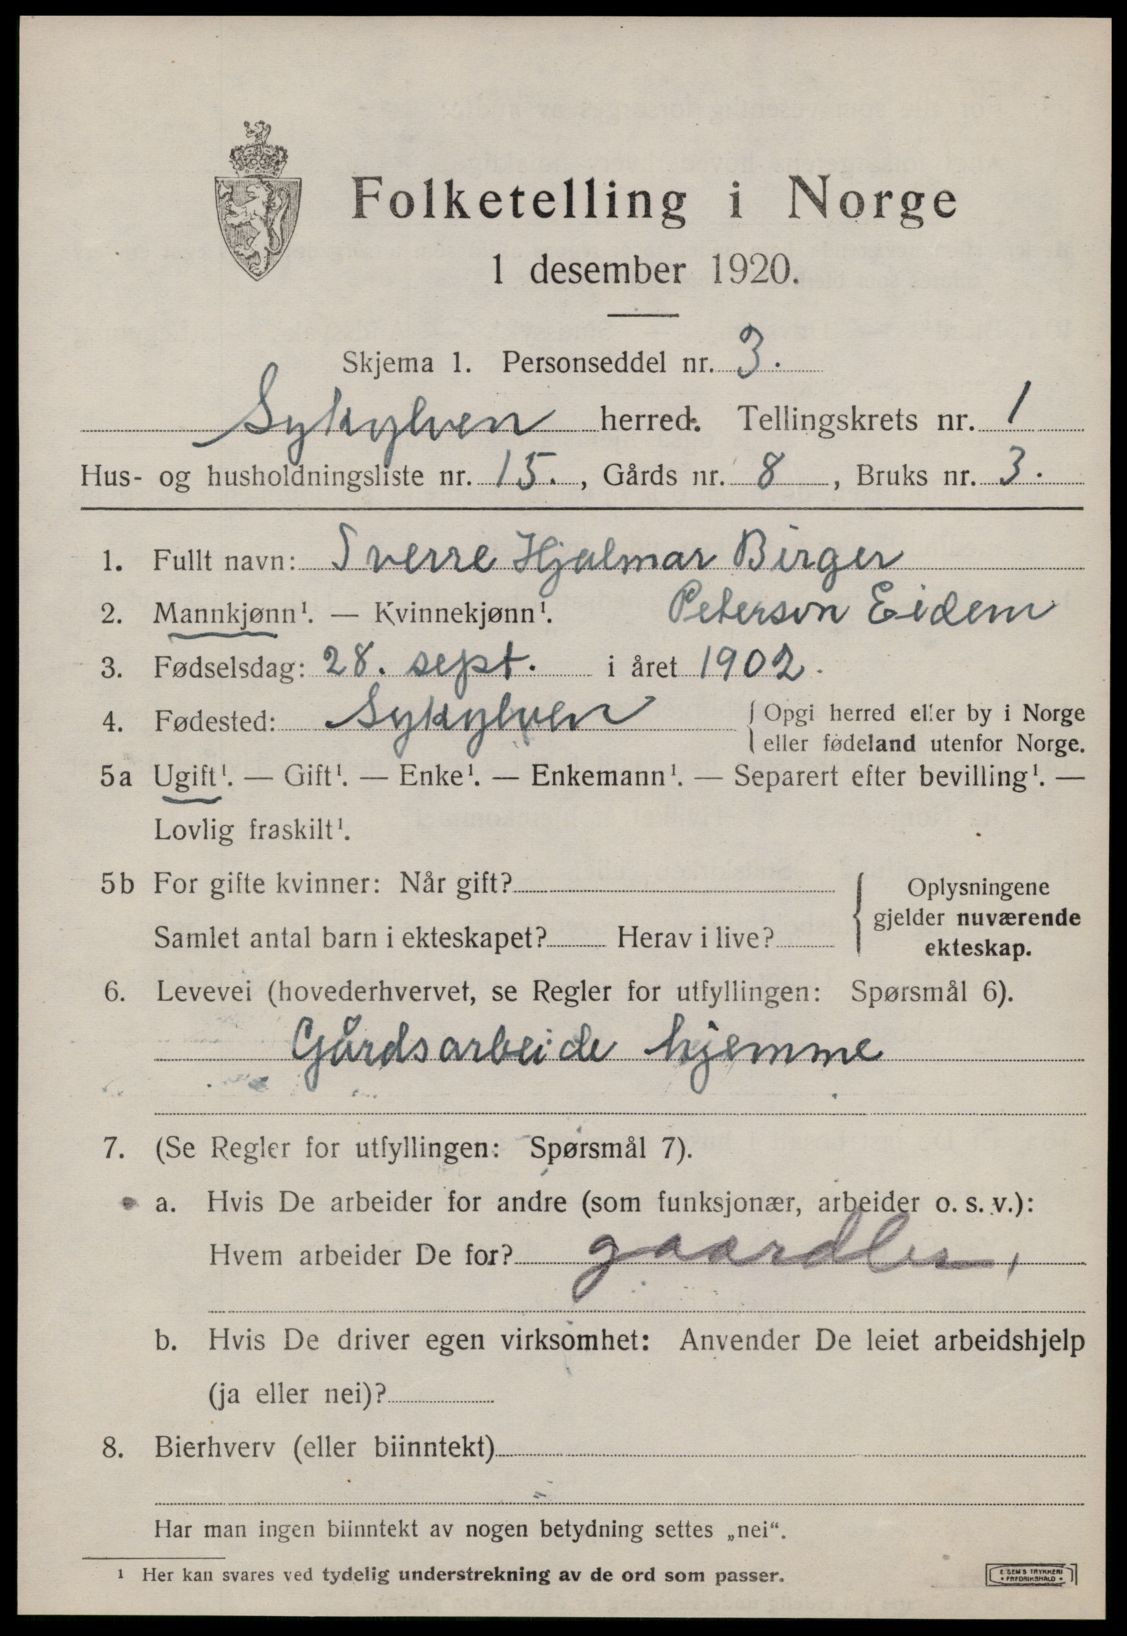 Folketelling i Norge
1 desember 1920.
Skjema 1. Personseddel nr. 3.
Sykylven herred. Tellingskrets nr. 1
Hus- og husholdningsliste nr. 15., Gårds nr. 8, Bruks nr. 3.
1. Fullt navn: Sverre Hjalmar Birger
2. Mannkjønn¹. — Kvinnekjønn¹. Peterson Eidem
3. Fødselsdag: 28. sept. i året 1902.
4. Fødested: Sykylven { Opgi herred eller by i Norge
eller fødeland utenfor Norge.
5a Ugift¹. — Gift¹. — Enke¹. — Enkemann¹. — Separert efter bevilling¹. —
Lovlig fraskilt¹.
5b For gifte kvinner: Når gift? { Oplysningene
gjelder nuværende
Samlet antal barn i ekteskapet? Herav i live? ekteskap.
6. Levevei (hovederhvervet, se Regler for utfyllingen: Spørsmål 6).
Gårdsarbeide hjemme
7. (Se Regler for utfyllingen: Spørsmål 7).
a. Hvis De arbeider for andre (som funksjonær, arbeider o. s. v.):
Hvem arbeider De for?
b. Hvis De driver egen virksomhet: Anvender De leiet arbeidshjelp
(ja eller nei)?
8. Bierhverv (eller biinntekt)
Har man ingen biinntekt av nogen betydning settes „nei“.
¹ Her kan svares ved tydelig understrekning av de ord som passer.